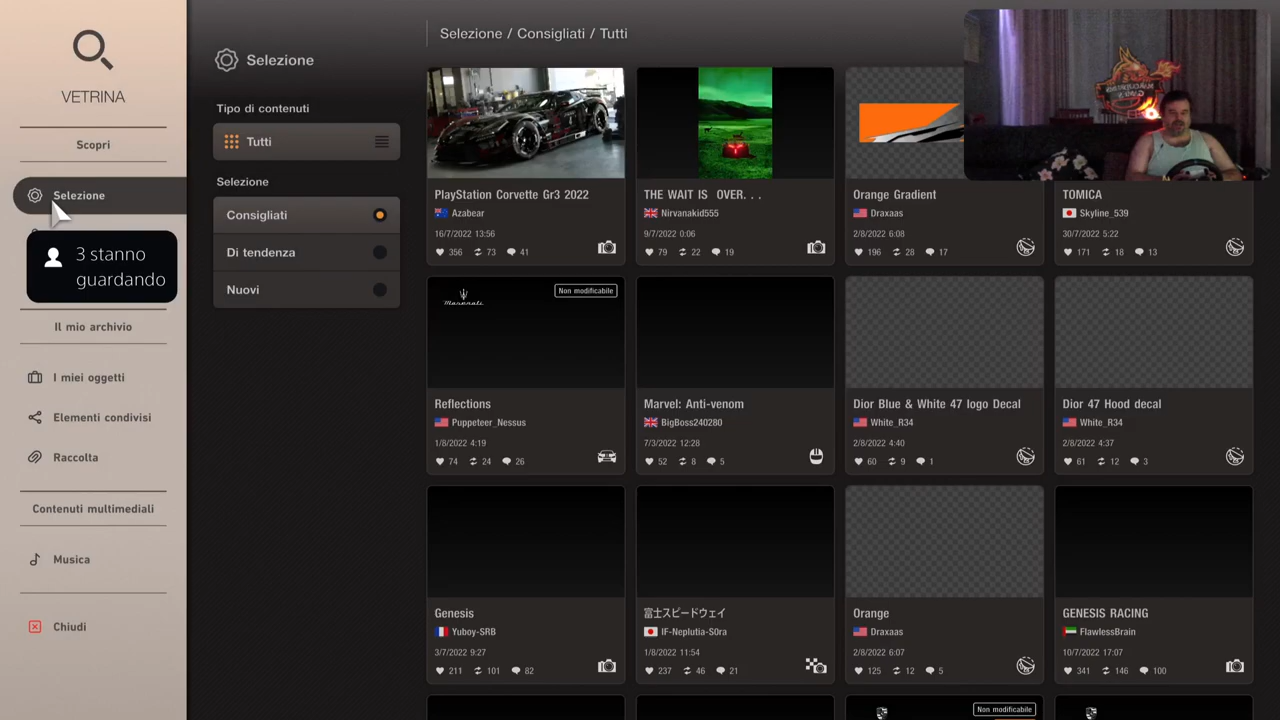 VETRINA
Scopri
Selezione
3 stanno
guardando
Il mio archivio
I miei oggetti
Elementi condivisi
Raccolta
Contenuti multimediali
Musica
Chiudi
Selezione
Tipo di contenuti
Tutti
Selezione
Consigliati
Di tendenza
Nuovi
Selezione / Consigliati / Tutti
PlayStation Corvette Gr3 2022
Azabear
16/7/2022 13:56
356 73 41
THE WAIT IS OVER. . .
Nirvanakid555
9/7/2022 0:06
79 22 19
Orange Gradient
Draxaas
2/8/2022 6:08
196 28 17
TOMICA
Skyline_539
30/7/2022 5:22
171 18 13
Maserati
Non modificabile
Reflections
Puppeteer_Nessus
1/8/2022 4:19
74 24 26
Marvel: Anti-venom
BigBoss240280
7/3/2022 12:28
52 8 5
Dior Blue & White 47 logo Decal
White_R34
2/8/2022 4:40
60 9 1
Dior 47 Hood decal
White_R34
2/8/2022 4:37
61 12 3
Genesis
Yuboy-SRB
3/7/2022 9:27
211 101 82
富士スピードウェイ
IF-Neplutia-S0ra
1/8/2022 11:54
237 46 21
Orange
Draxaas
2/8/2022 6:07
125 12 5
GENESIS RACING
FlawlessBrain
10/7/2022 17:07
341 146 100
Non modificabile